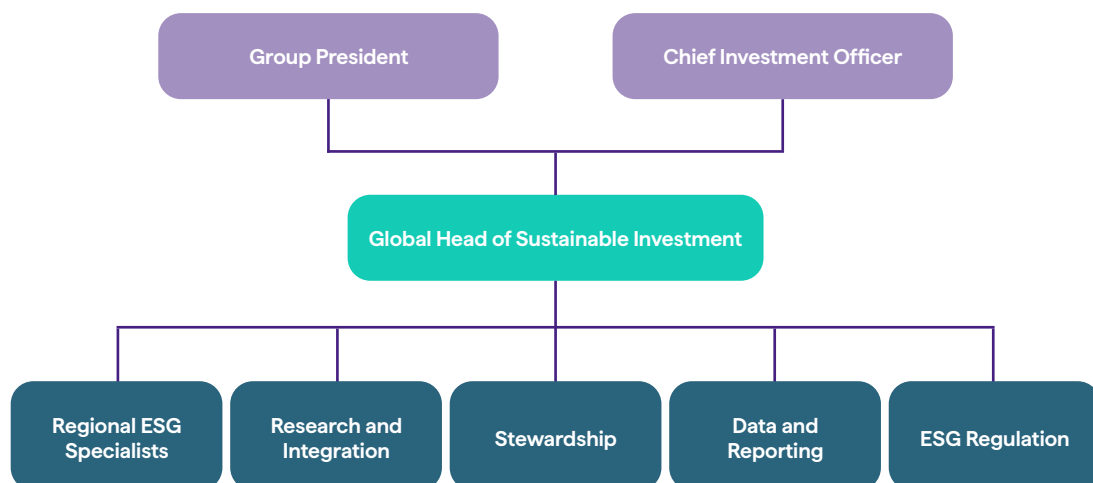 Group President
Chief Investment Officer
Global Head of Sustainable Investment
Regional ESG
Specialists
Research and
Integration
Stewardship
Data and
Reporting
ESG Regulation